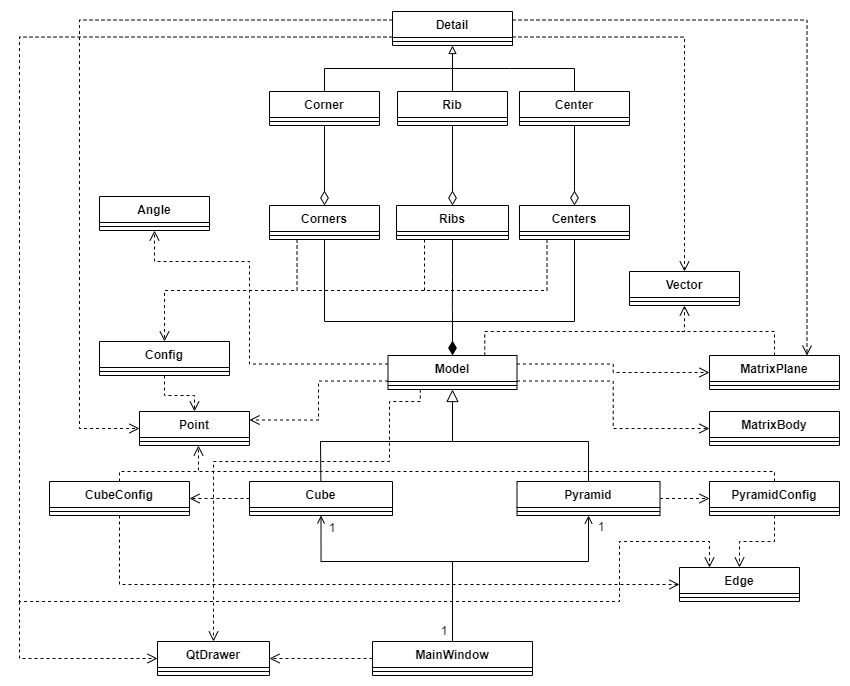 Detail
Corner
Rib
Center
Angle
Corners
Ribs
Centers
Vector
Config
Model
MatrixPlane
Point
MatrixBody
CubeConfig
Cube
Pyramid
PyramidConfig
1
1
Edge
1
QtDrawer
MainWindow